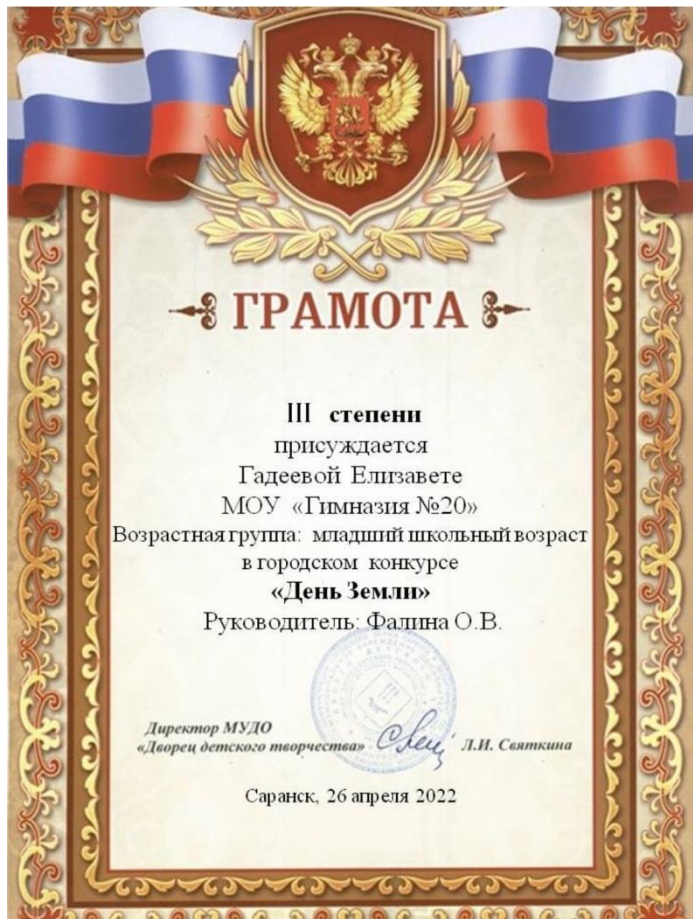 ГРАМОТА
III степени
присуждается
Гадеевой Елизавете
МОУ «Гимназия №20»
Возрастная группа: младший школьный возраст
в городском конкурсе
«День Земли»
Руководитель: Фалина О.В.
Директор МУДО
«Дворец детского творчества» Л.И. Святкина
Саранск, 26 апреля 2022